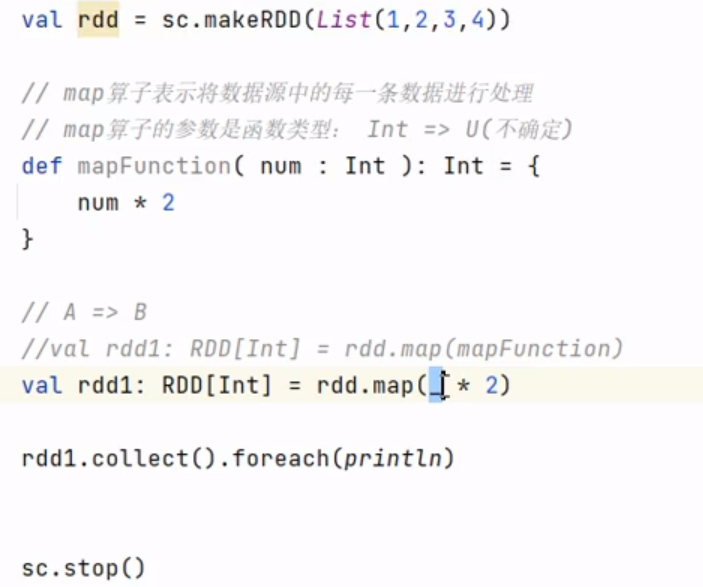 val rdd = sc.makeRDD(List(1,2,3,4))
// map算子表示将数据源中的每一条数据进行处理
// map算子的参数是函数类型： Int => U(不确定)
def mapFunction( num : Int ): Int = {
num * 2
}
// A => B
//val rdd1: RDD[Int] = rdd.map(mapFunction)
val rdd1: RDD[Int] = rdd.map(_ * 2)
rdd1.collect().foreach(println)
sc.stop()